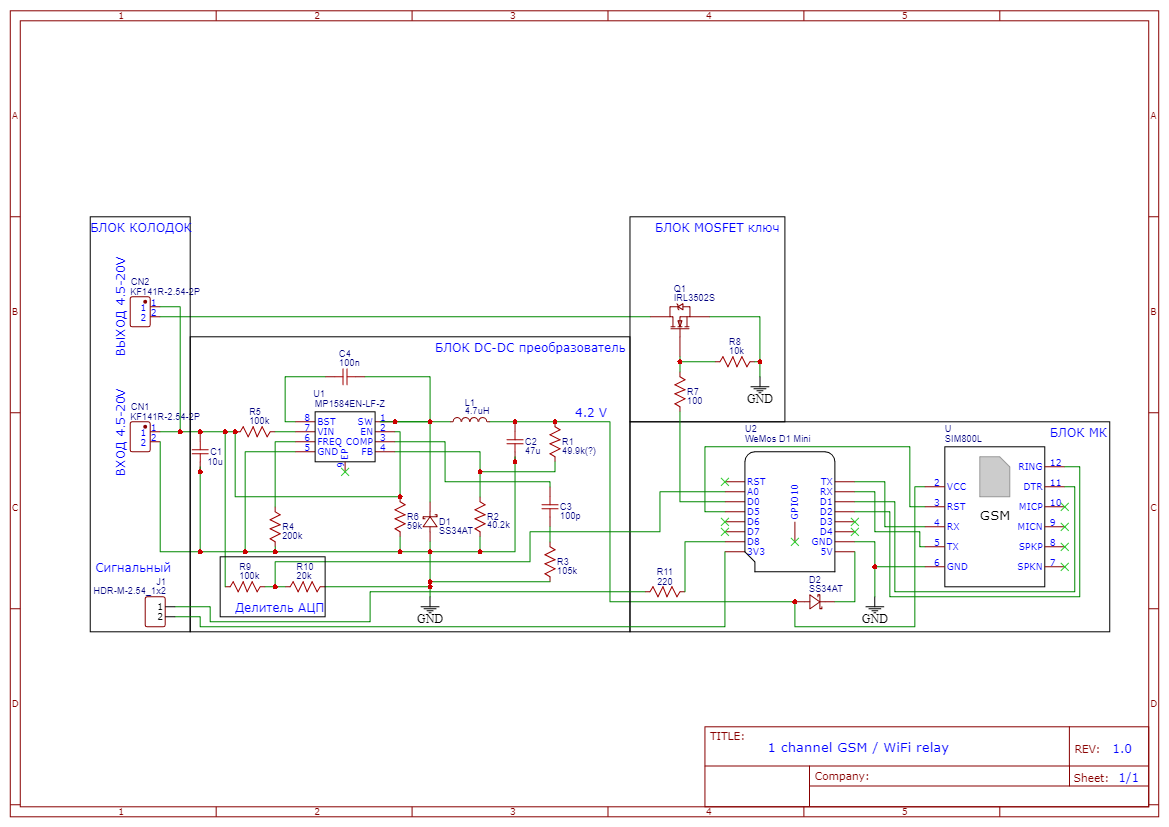 1 2 3 4 5
A A
БЛОК КОЛОДОК
БЛОК MOSFET ключ
ВЫХОД 4.5-20V
CN2
KF141R-2.54-2P
1
2
1
2
Q1
IRL3502S
B B
R8
10k
R7
100
GND
БЛОК DC-DC преобразователь
C4
100n
U1
MP1584EN-LF-Z
8 BST SW 1
7 VIN EN 2
6 FREQ COMP 3
5 GND FB 4
9 EP
L1
4.7uH
4.2 V
ВХОД 4.5-20V
CN1
KF141R-2.54-2P
1
2
1
2
R5
100k
C1
10u
C2
47u
R1
49.9k(?)
R4
200k
R6
59k
D1
SS34AT
R2
40.2k
C3
100p
R3
105k
C C
БЛОК МК
U2
WeMos D1 Mini
RST TX
A0 RX
D0 D1
D5 D2
D6 D3
D7 D4
D8 GND
3V3 5V
GPIO10
U
SIM800L
GSM
2 VCC
3 RST
4 RX
5 TX
6 GND
RING 12
DTR 11
MICP 10
MICN 9
SPKP 8
SPKN 7
Сигнальный
J1
HDR-M-2.54_1x2
1
2
R9
100k
R10
20k
Делитель АЦП
GND
R11
220
D2
SS34AT
GND
D D
TITLE:
1 channel GSM / WiFi relay
REV: 1.0
Company:
Sheet: 1/1
1 2 3 4 5